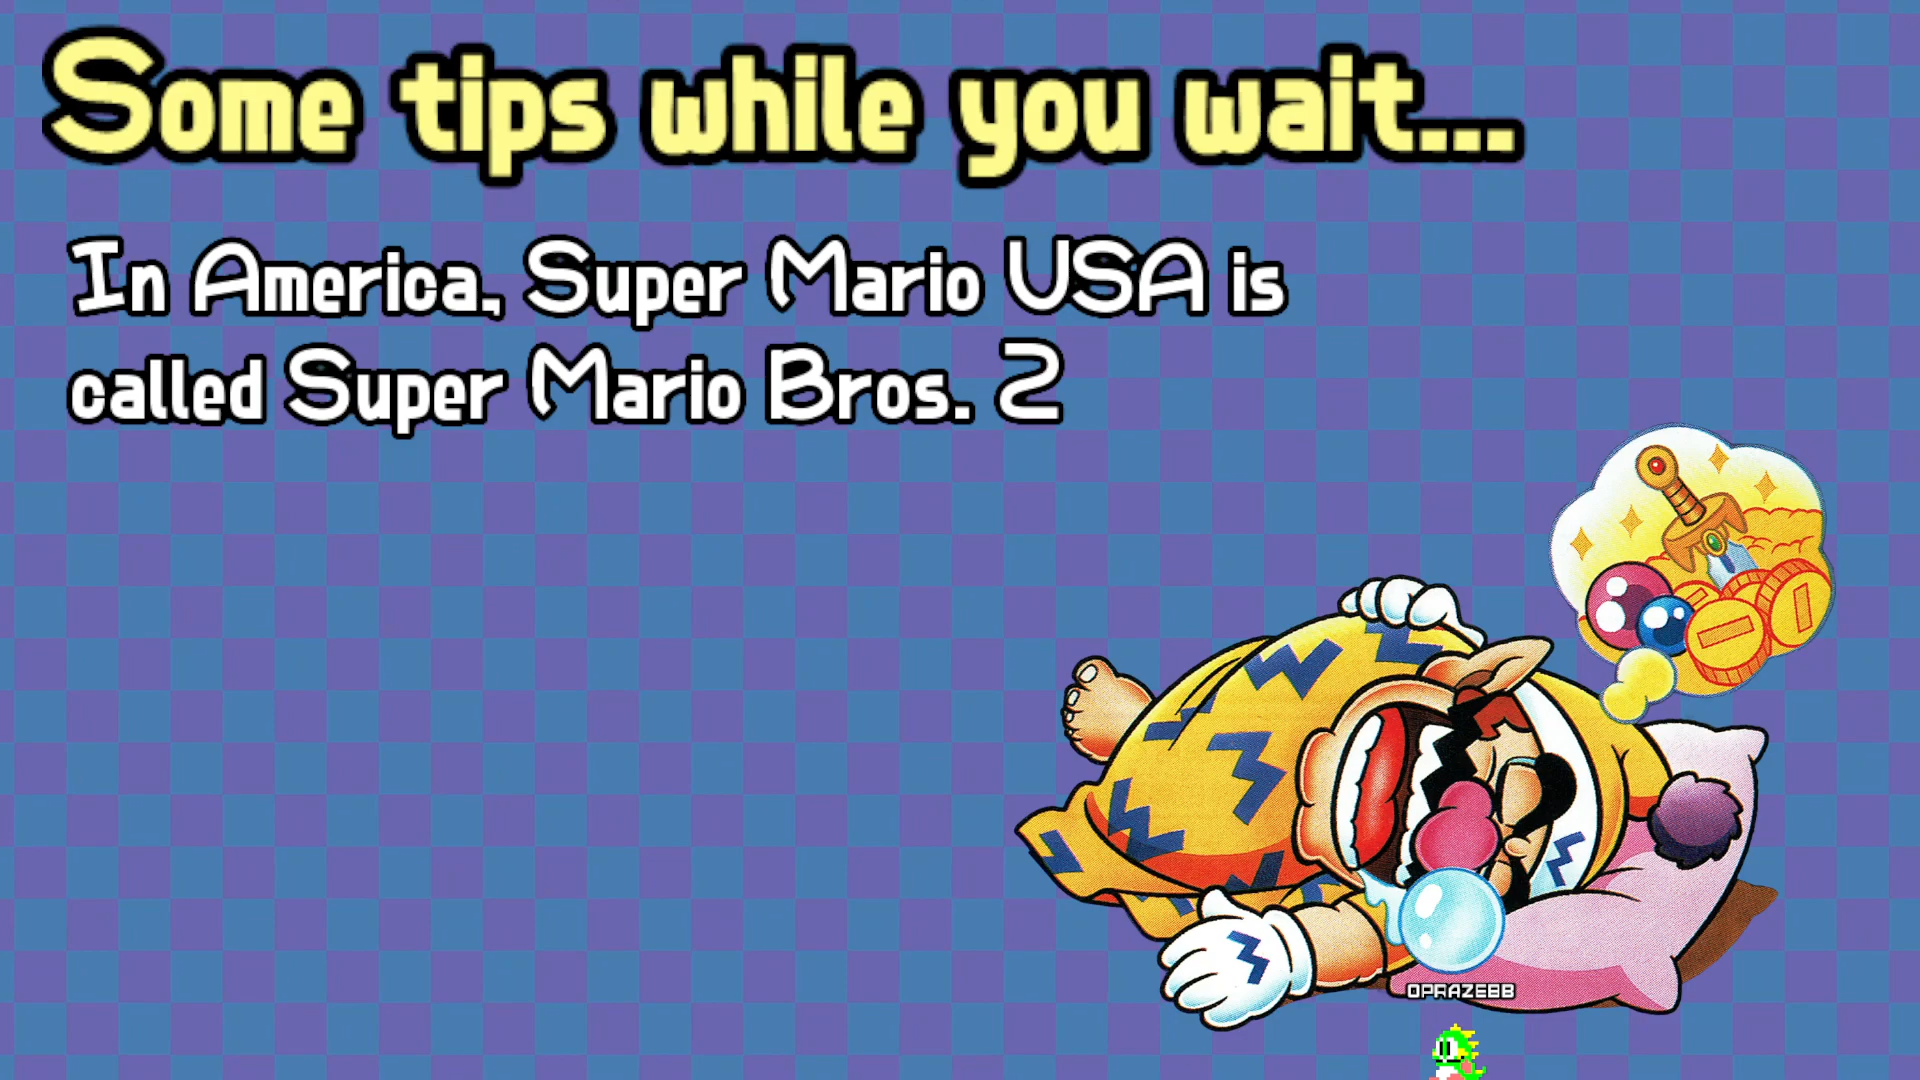 Some tips while you wait...
In America, Super Mario USA is
called Super Mario Bros. 2
OPRAZEBB